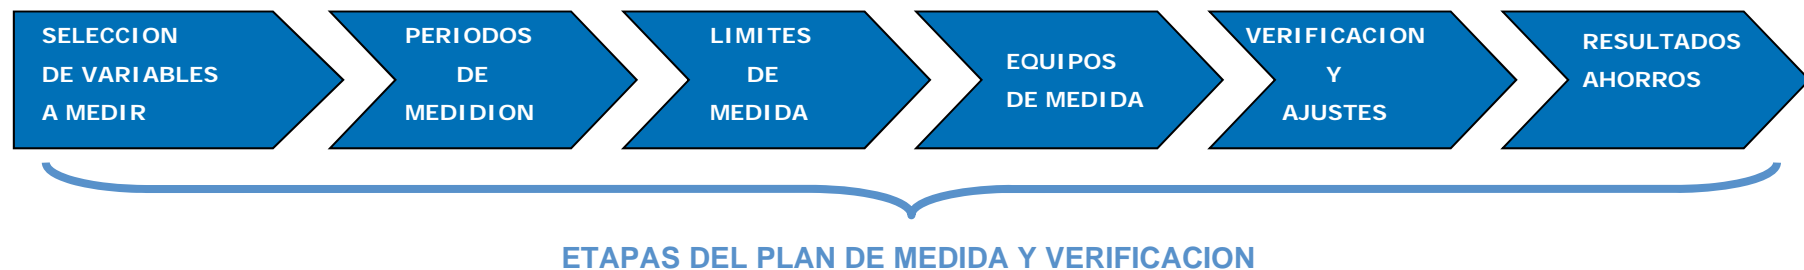 SELECCION
DE VARIABLES
A MEDIR
PERIODOS
DE
MEDIDION
LIMITES
DE
MEDIDA
EQUIPOS
DE MEDIDA
VERIFICACION
Y
AJUSTES
RESULTADOS
AHORROS
ETAPAS DEL PLAN DE MEDIDA Y VERIFICACION